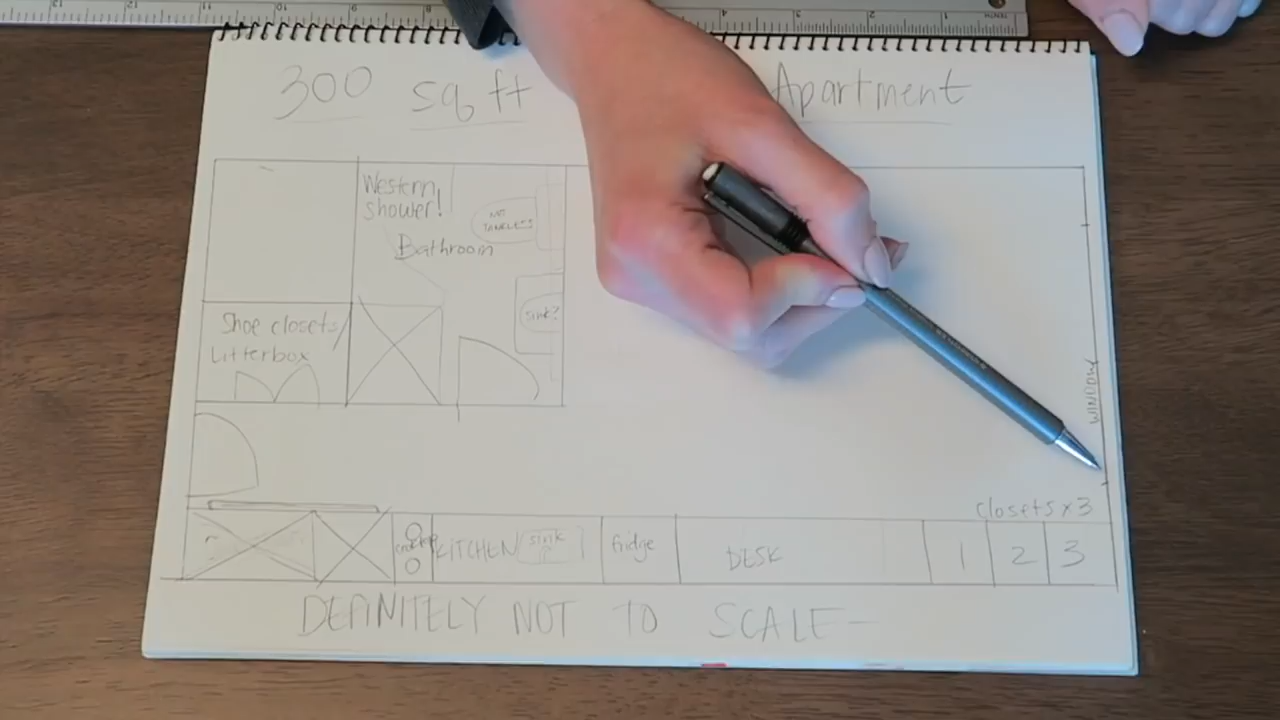 300 sq ft Apartment
Western
shower!
Bathroom
sink?
Shoe closets/
Litterbox
WINDOW
closets x 3
KITCHEN sink fridge DESK 1 2 3
DEFINITELY NOT TO SCALE-